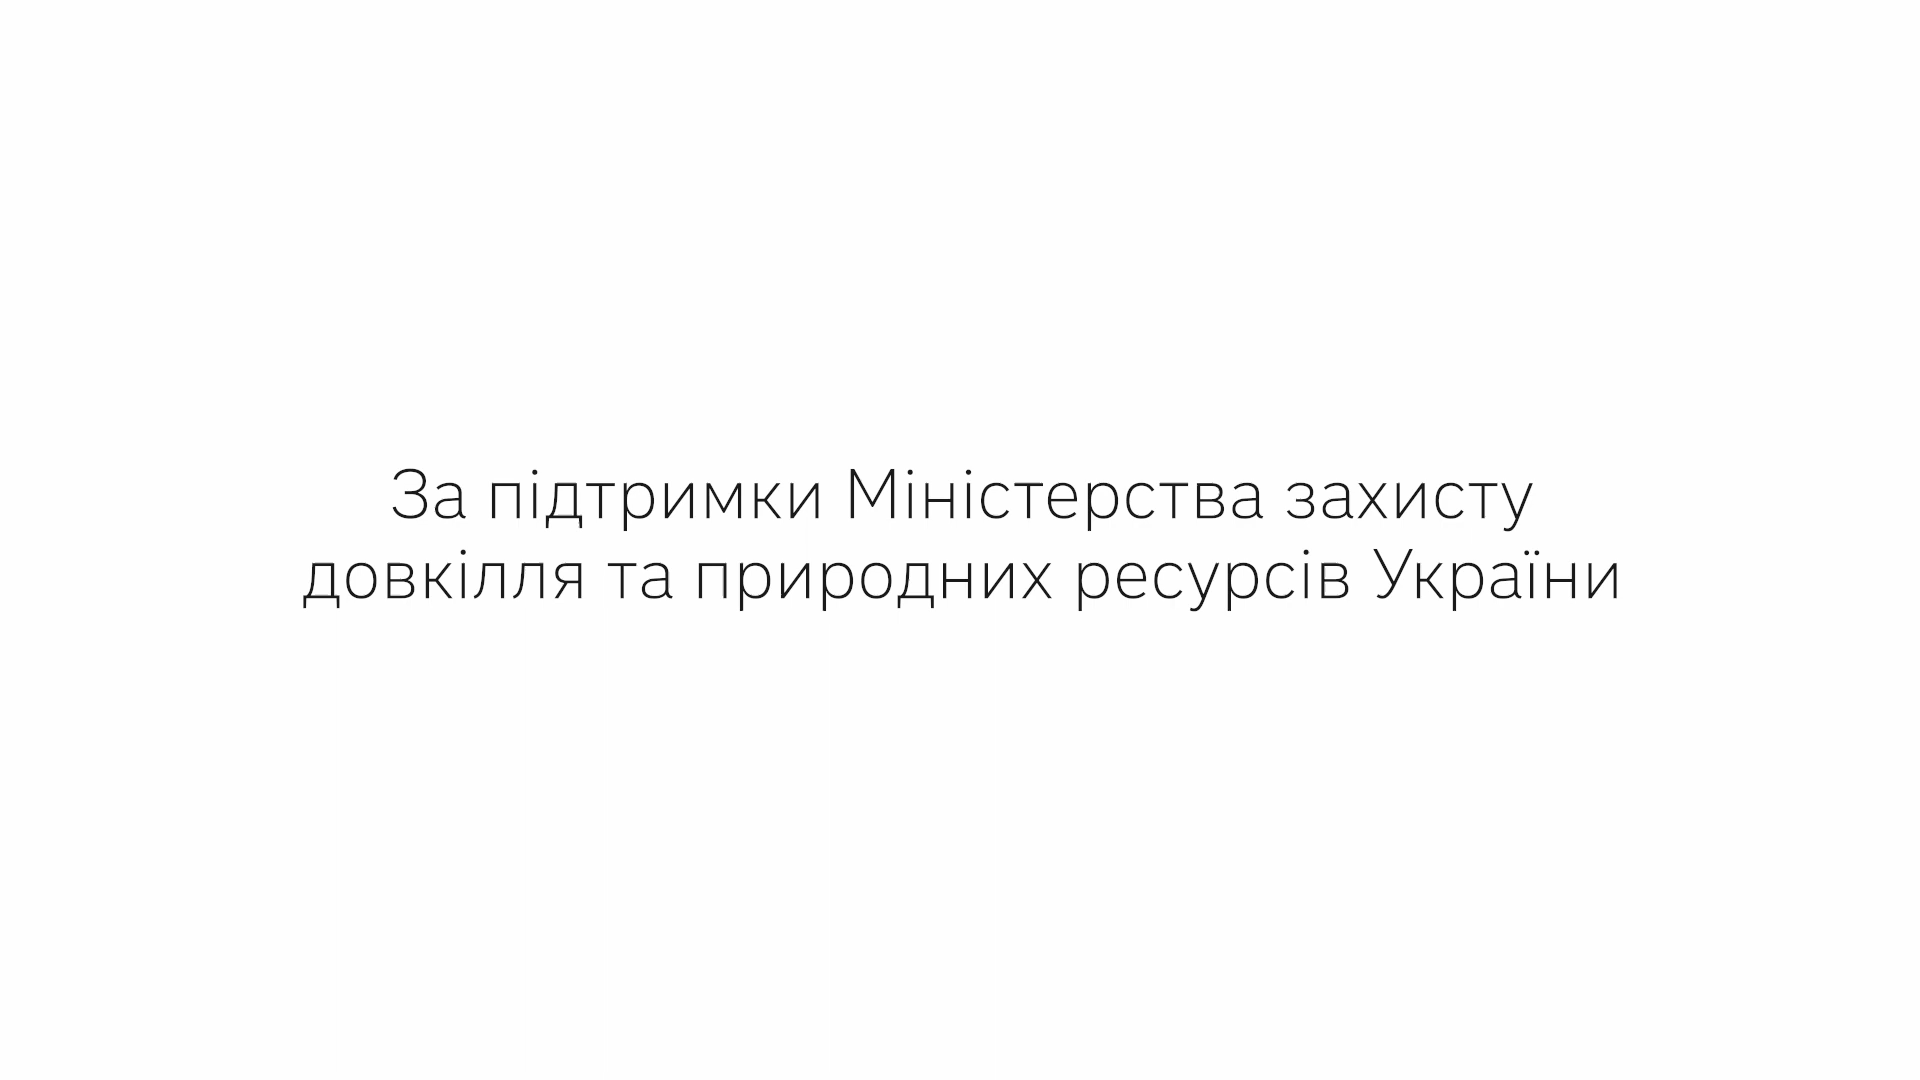 За підтримки Міністерства захисту
довкілля та природних ресурсів України